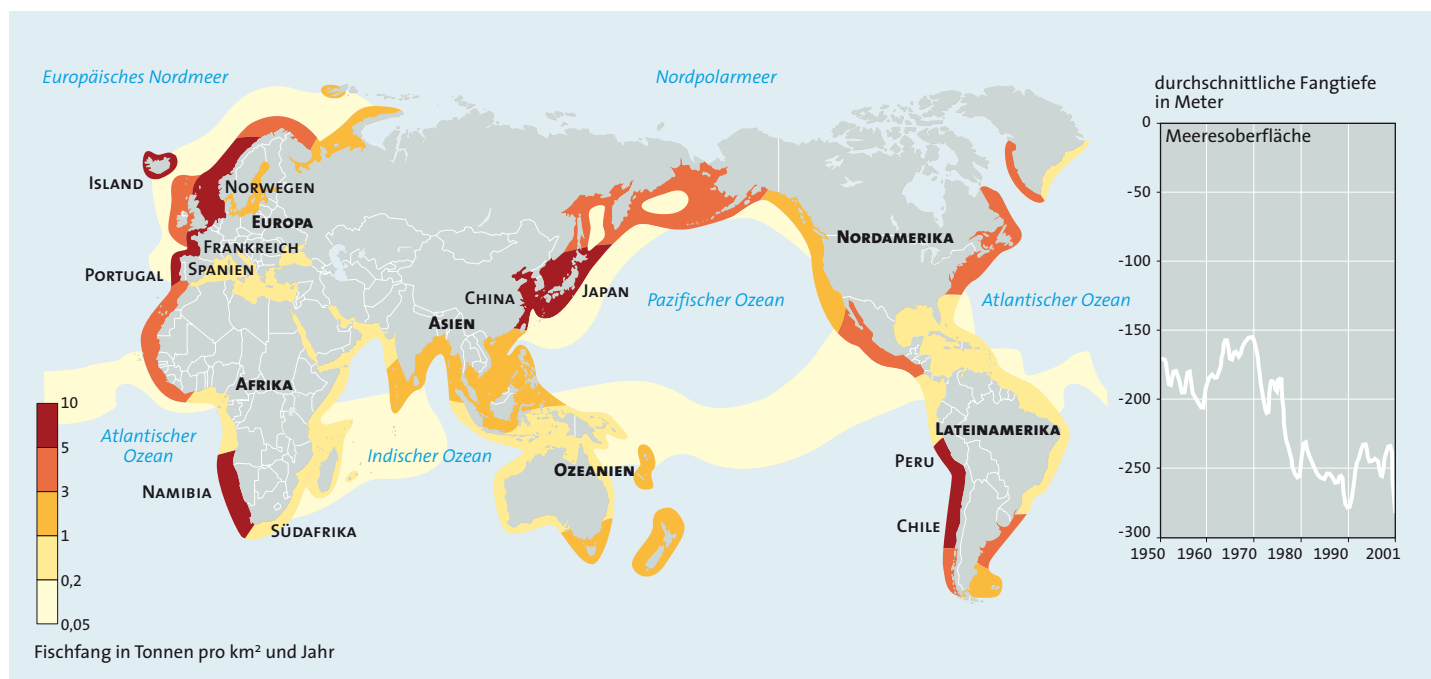 Europäisches Nordmeer
Nordpolarmeer
ISLAND
NORWEGEN
EUROPA
FRANKREICH
PORTUGAL
SPANIEN
CHINA
JAPAN
ASIEN
Pazifischer Ozean
NORDAMERIKA
Atlantischer Ozean
AFRIKA
Atlantischer
Ozean
Indischer Ozean
OZEANIEN
LATEINAMERIKA
PERU
NAMIBIA
SÜDAFRIKA
CHILE
10
5
3
1
0,2
0,05
Fischfang in Tonnen pro km² und Jahr
durchschnittliche Fangtiefe
in Meter
Meeresoberfläche
0
-50
-100
-150
-200
-250
-300
1950 1960 1970 1980 1990 2001